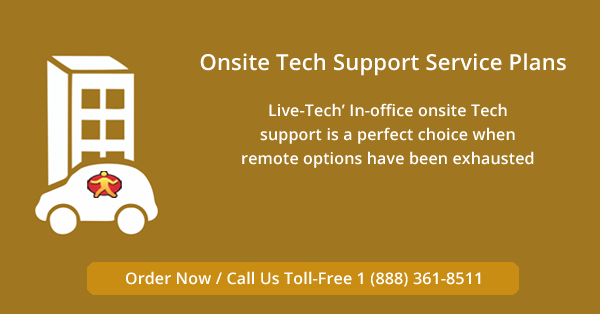 Onsite Tech Support Service Plans
Live-Tech’ In-office onsite Tech
support is a perfect choice when
remote options have been exhausted
Order Now / Call Us Toll-Free 1 (888) 361-8511